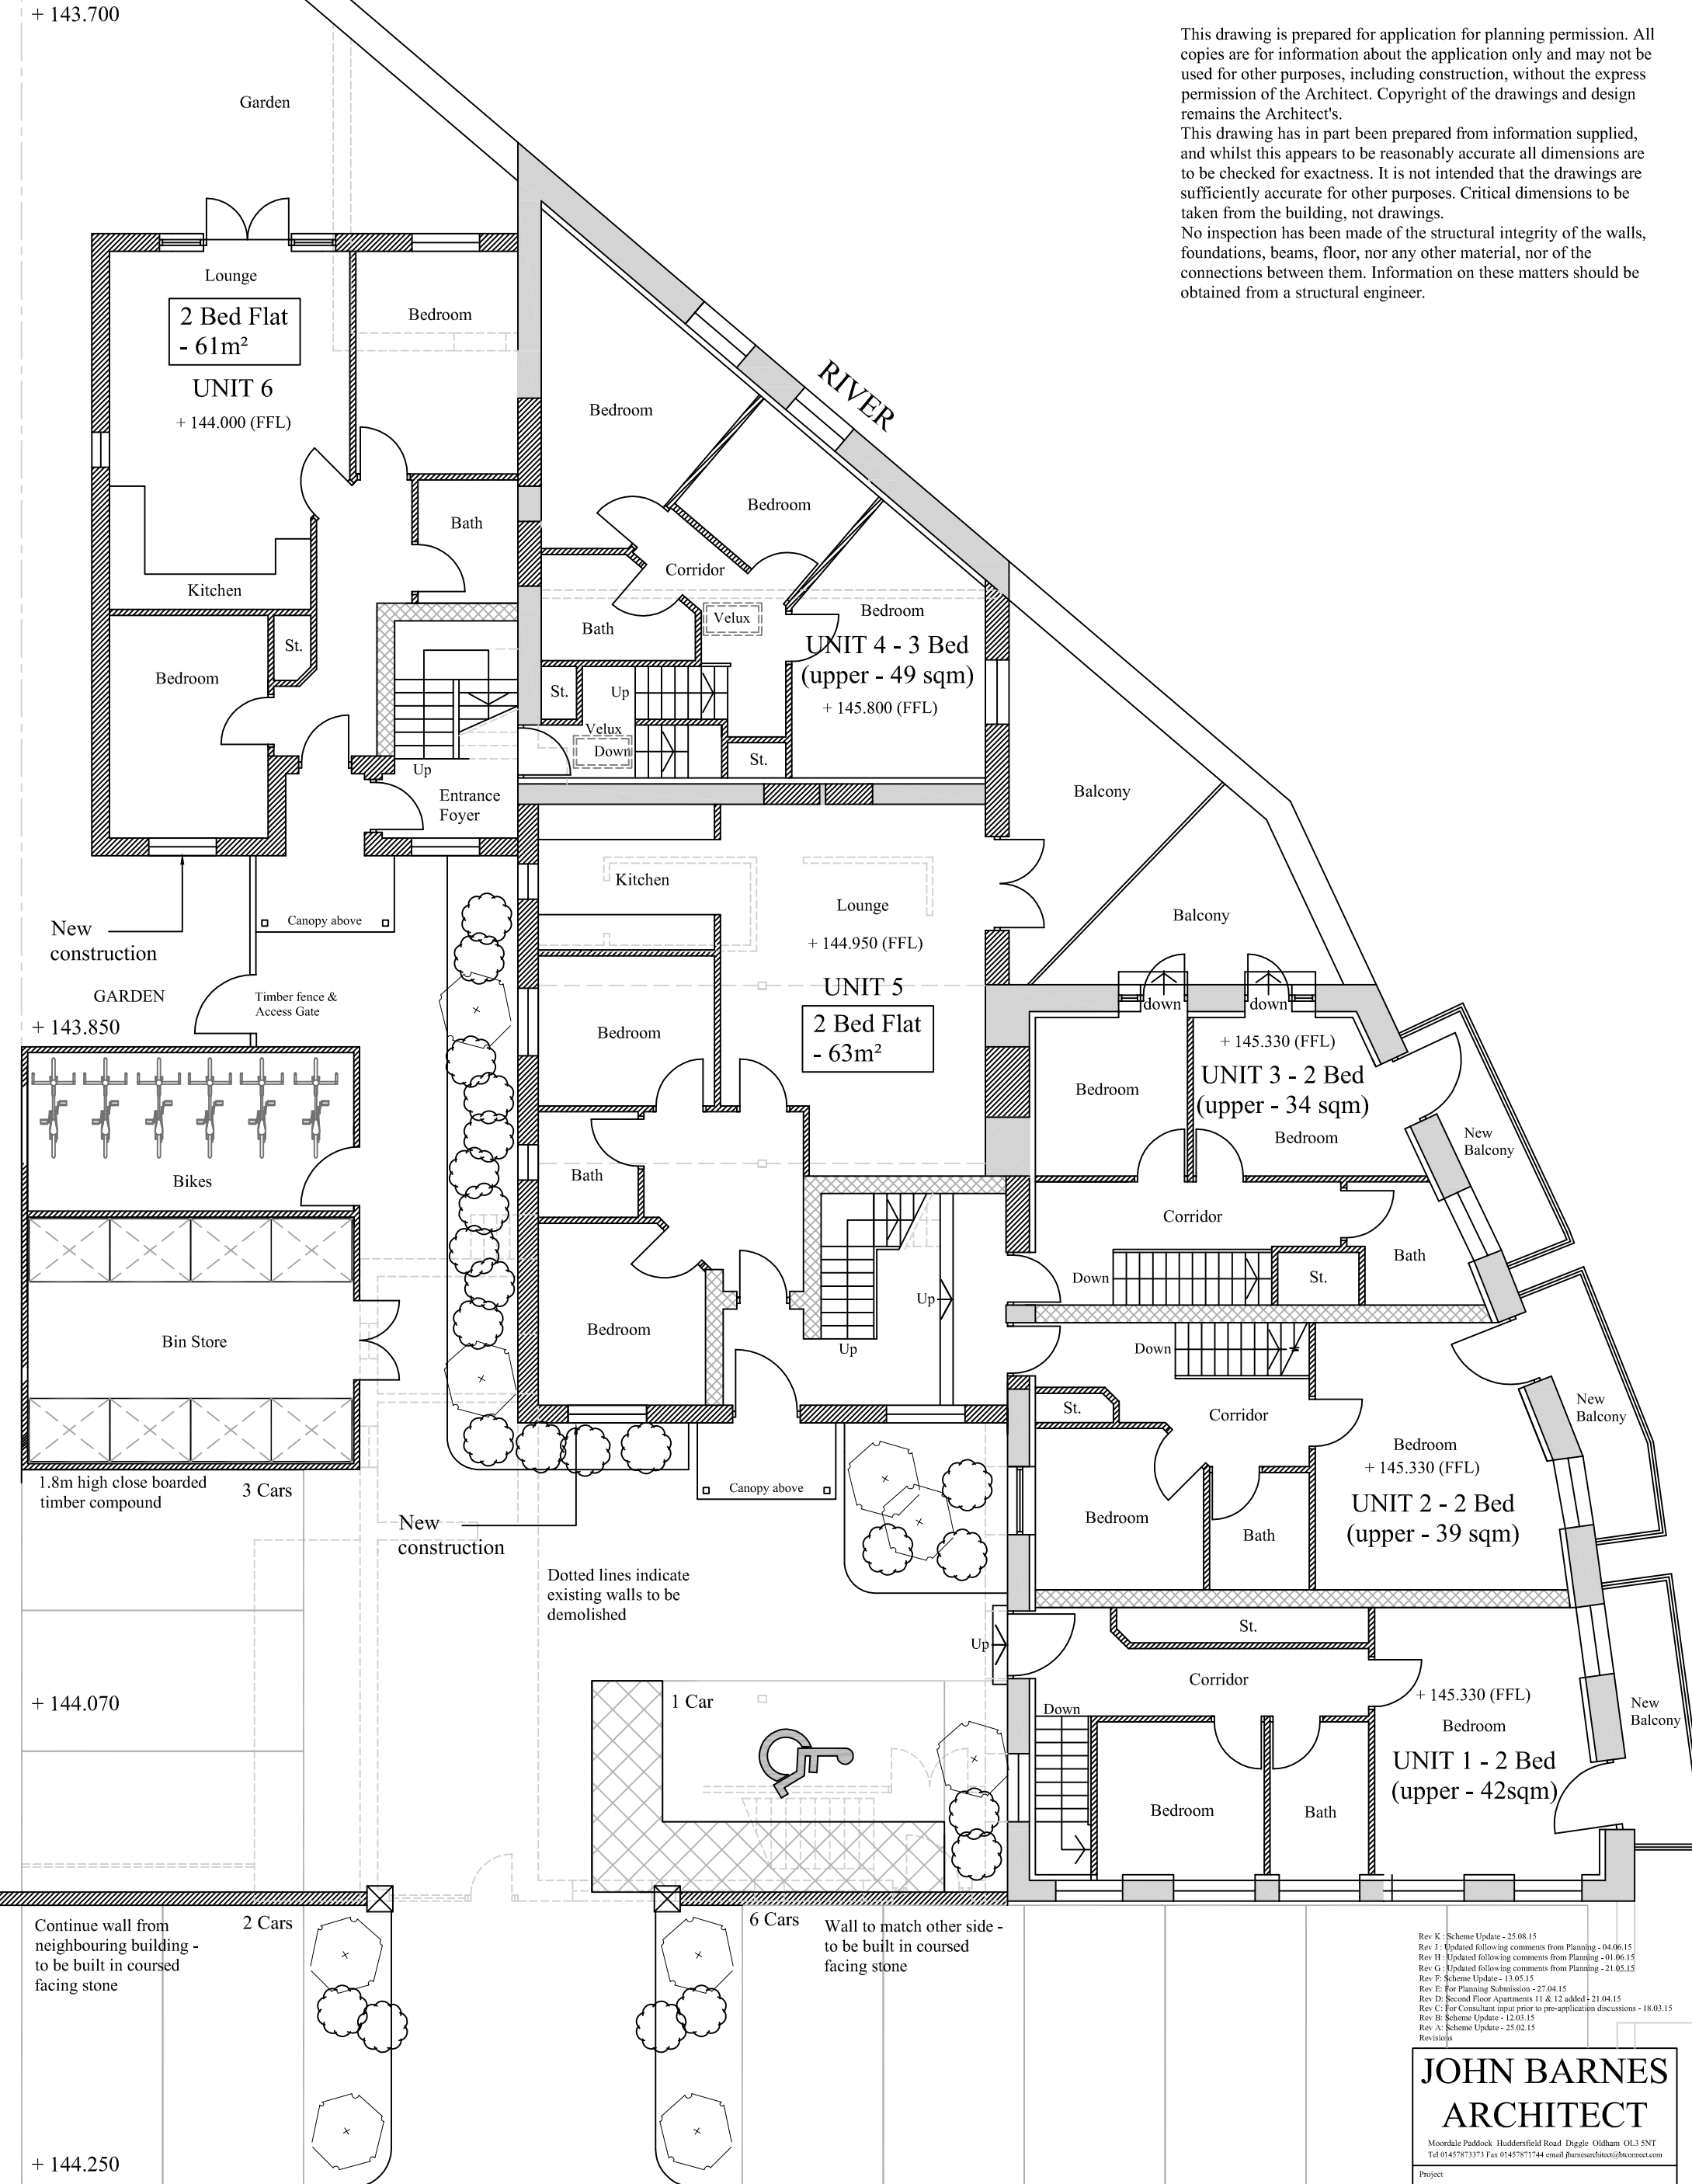 + 143.700
This drawing is prepared for application for planning permission. All
copies are for information about the application only and may not be
used for other purposes, including construction, without the express
permission of the Architect. Copyright of the drawings and design
remains the Architect's.
This drawing has in part been prepared from information supplied,
and whilst this appears to be reasonably accurate all dimensions are
to be checked for exactness. It is not intended that the drawings are
sufficiently accurate for other purposes. Critical dimensions to be
taken from the building, not drawings.
No inspection has been made of the structural integrity of the walls,
foundations, beams, floor, nor any other material, nor of the
connections between them. Information on these matters should be
obtained from a structural engineer.
Garden
Lounge
2 Bed Flat
- 61m²
UNIT 6
+ 144.000 (FFL)
Bedroom
Bath
Kitchen
St.
Bedroom
Up
Entrance
Foyer
RIVER
Bedroom
Bedroom
Corridor
Velux
Bath
Bedroom
UNIT 4 - 3 Bed
(upper - 49 sqm)
+ 145.800 (FFL)
St.
Up
Velux
Down
St.
Balcony
Balcony
Kitchen
Lounge
+ 144.950 (FFL)
UNIT 5
2 Bed Flat
- 63m²
Bedroom
Bath
Bedroom
Up
Up
Canopy above
New
construction
GARDEN
+ 143.850
Timber fence &
Access Gate
Bikes
Bin Store
1.8m high close boarded
timber compound
3 Cars
down
down
+ 145.330 (FFL)
UNIT 3 - 2 Bed
(upper - 34 sqm)
Bedroom
Bedroom
New
Balcony
Corridor
Bath
Down
St.
Down
St.
Corridor
Bedroom
+ 145.330 (FFL)
UNIT 2 - 2 Bed
(upper - 39 sqm)
New
Balcony
Bedroom
Bath
Canopy above
New
construction
Dotted lines indicate
existing walls to be
demolished
Up
St.
Corridor
+ 145.330 (FFL)
Bedroom
UNIT 1 - 2 Bed
(upper - 42sqm)
New
Balcony
Down
Bedroom
Bath
+ 144.070
1 Car
Continue wall from
neighbouring building -
to be built in coursed
facing stone
2 Cars
6 Cars
Wall to match other side -
to be built in coursed
facing stone
+ 144.250
Rev K : Scheme Update - 25.08.15
Rev J : Updated following comments from Planning - 04.06.15
Rev H : Updated following comments from Planning - 01.06.15
Rev G : Updated following comments from Planning - 21.05.15
Rev F: Scheme Update - 13.05.15
Rev E: For Planning Submission - 27.04.15
Rev D: Second Floor Apartments 11 & 12 added - 21.04.15
Rev C: For Consultant input prior to pre-application discussions - 18.03.15
Rev B: Scheme Update - 12.03.15
Rev A: Scheme Update - 25.02.15
Revisions
JOHN BARNES
ARCHITECT
Moordale Paddock Huddersfield Road Diggle Oldham OL3 5NT
Tel 01457873373 Fax 01457871744 email jbarnesarchitect@btconnect.com
Project